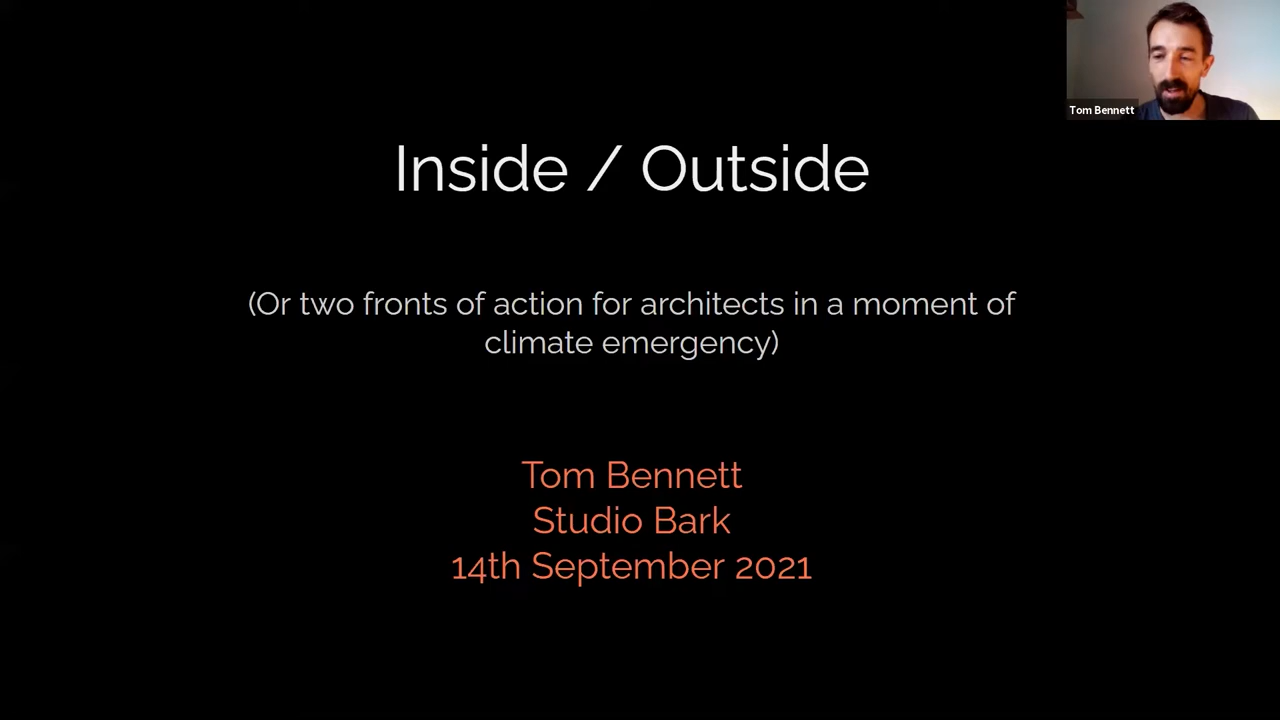 Tom Bennett
Inside / Outside
(Or two fronts of action for architects in a moment of
climate emergency)
Tom Bennett
Studio Bark
14th September 2021